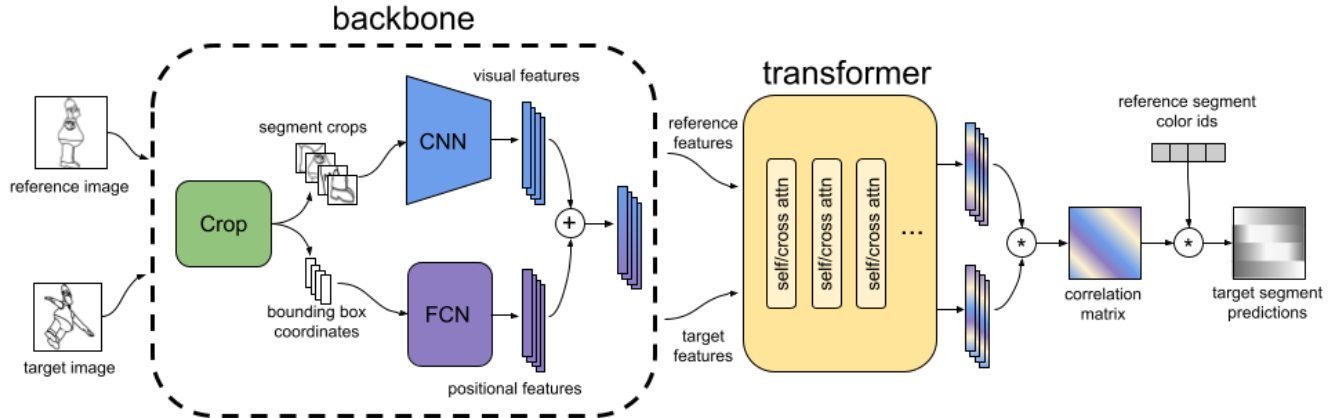 backbone
transformer
visual features
segment crops
CNN
reference image
Crop
+
bounding box
coordinates
FCN
target image
positional features
reference
features
target
features
self/cross attn
self/cross attn
self/cross attn
...
*
correlation
matrix
reference segment
color ids
*
target segment
predictions